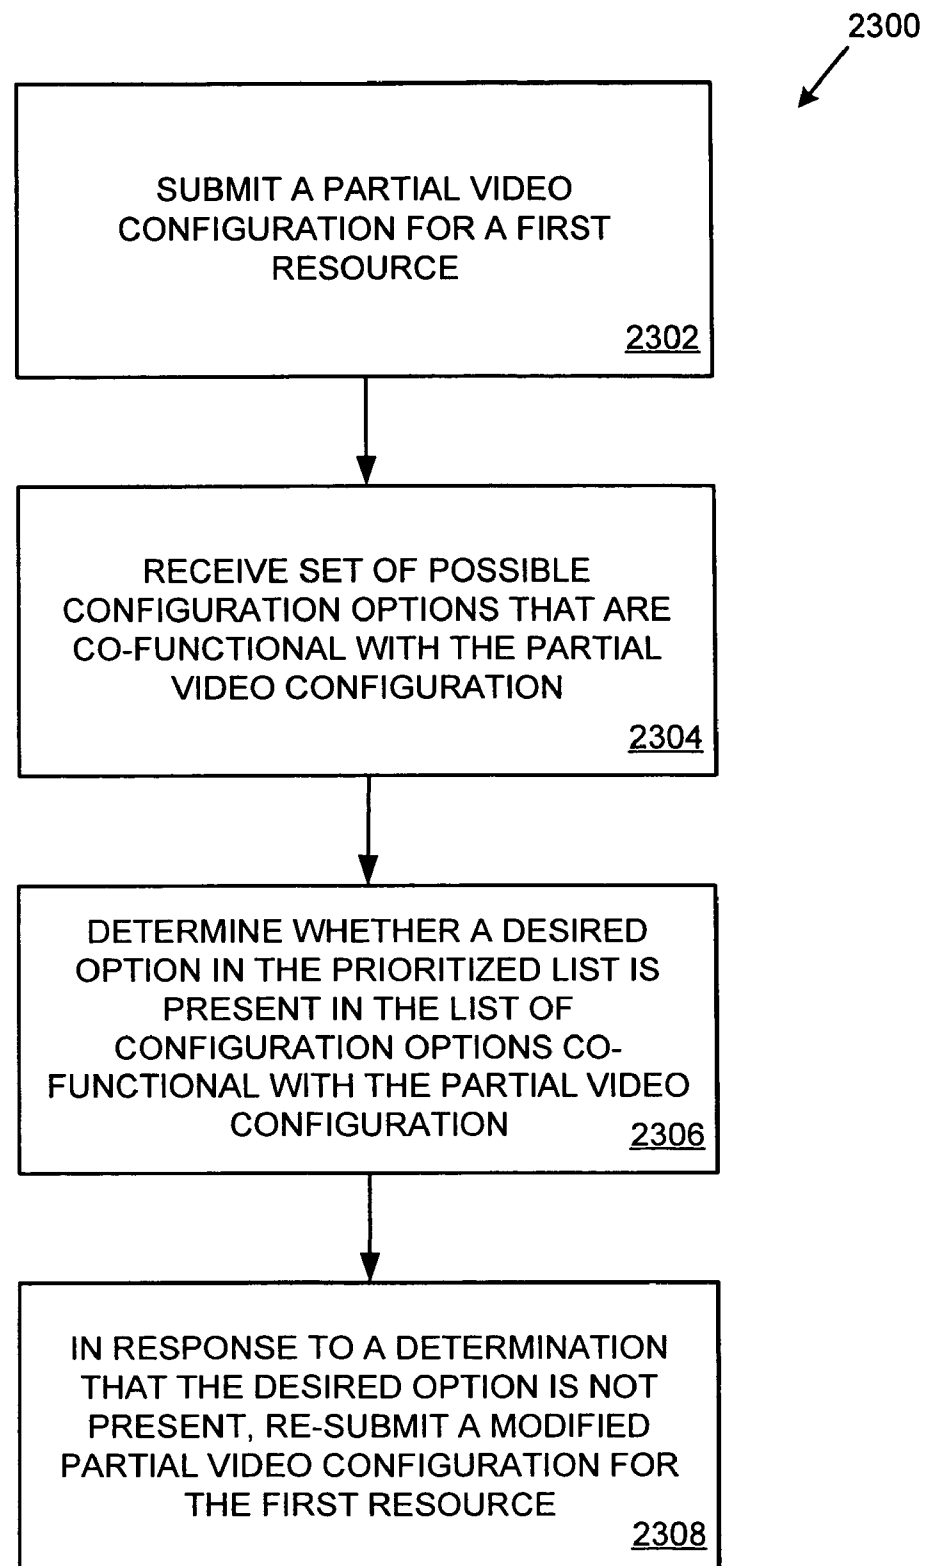 2300
SUBMIT A PARTIAL VIDEO
CONFIGURATION FOR A FIRST
RESOURCE
2302
RECEIVE SET OF POSSIBLE
CONFIGURATION OPTIONS THAT ARE
CO-FUNCTIONAL WITH THE PARTIAL
VIDEO CONFIGURATION
2304
DETERMINE WHETHER A DESIRED
OPTION IN THE PRIORITIZED LIST IS
PRESENT IN THE LIST OF
CONFIGURATION OPTIONS CO-
FUNCTIONAL WITH THE PARTIAL VIDEO
CONFIGURATION
2306
IN RESPONSE TO A DETERMINATION
THAT THE DESIRED OPTION IS NOT
PRESENT, RE-SUBMIT A MODIFIED
PARTIAL VIDEO CONFIGURATION FOR
THE FIRST RESOURCE
2308